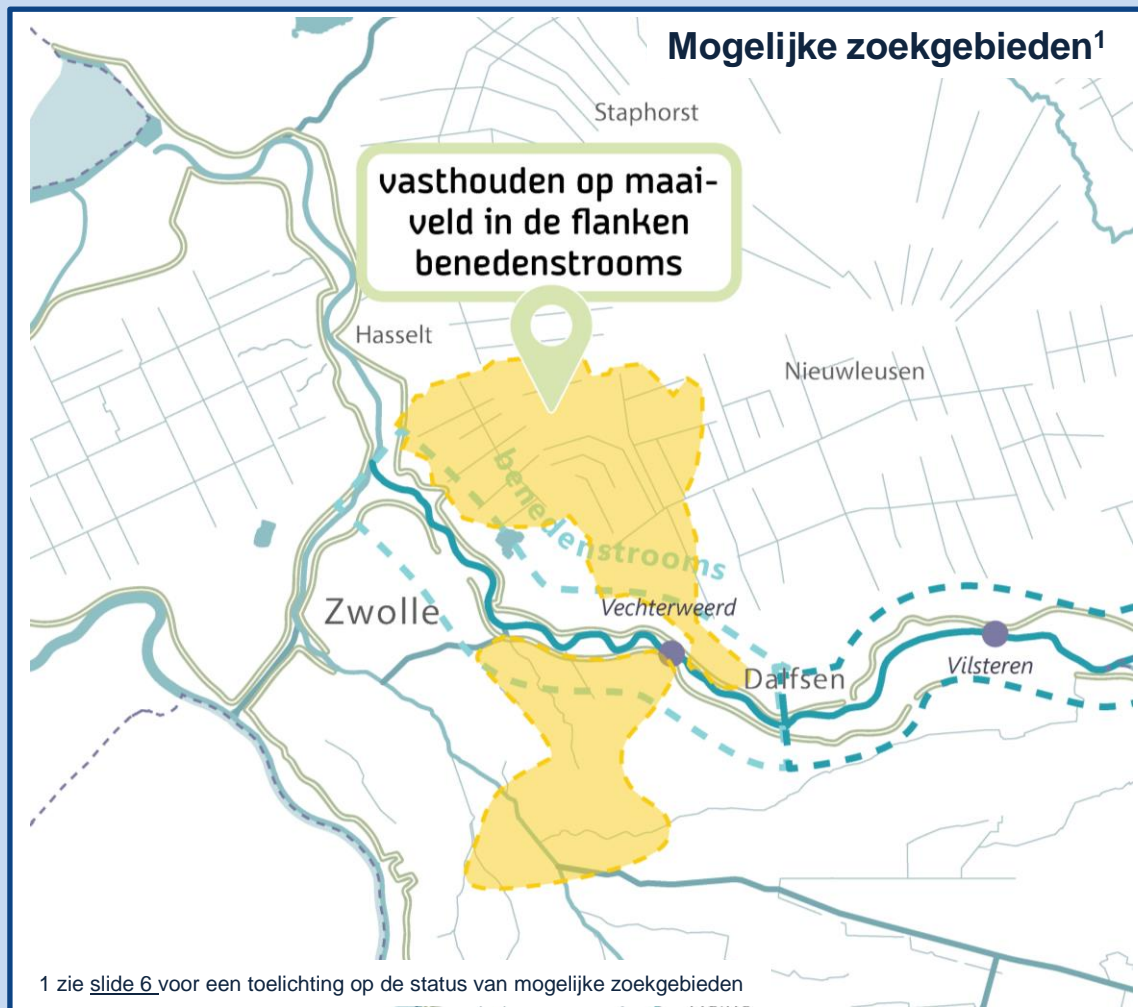 Mogelijke zoekgebieden¹
Staphorst
vasthouden op maai-
veld in de flanken
benedenstrooms
Hasselt
Nieuwleusen
benedenstrooms
Zwolle
Vechterweerd
Dalfsen
Vilsteren
1 zie slide 6 voor een toelichting op de status van mogelijke zoekgebieden